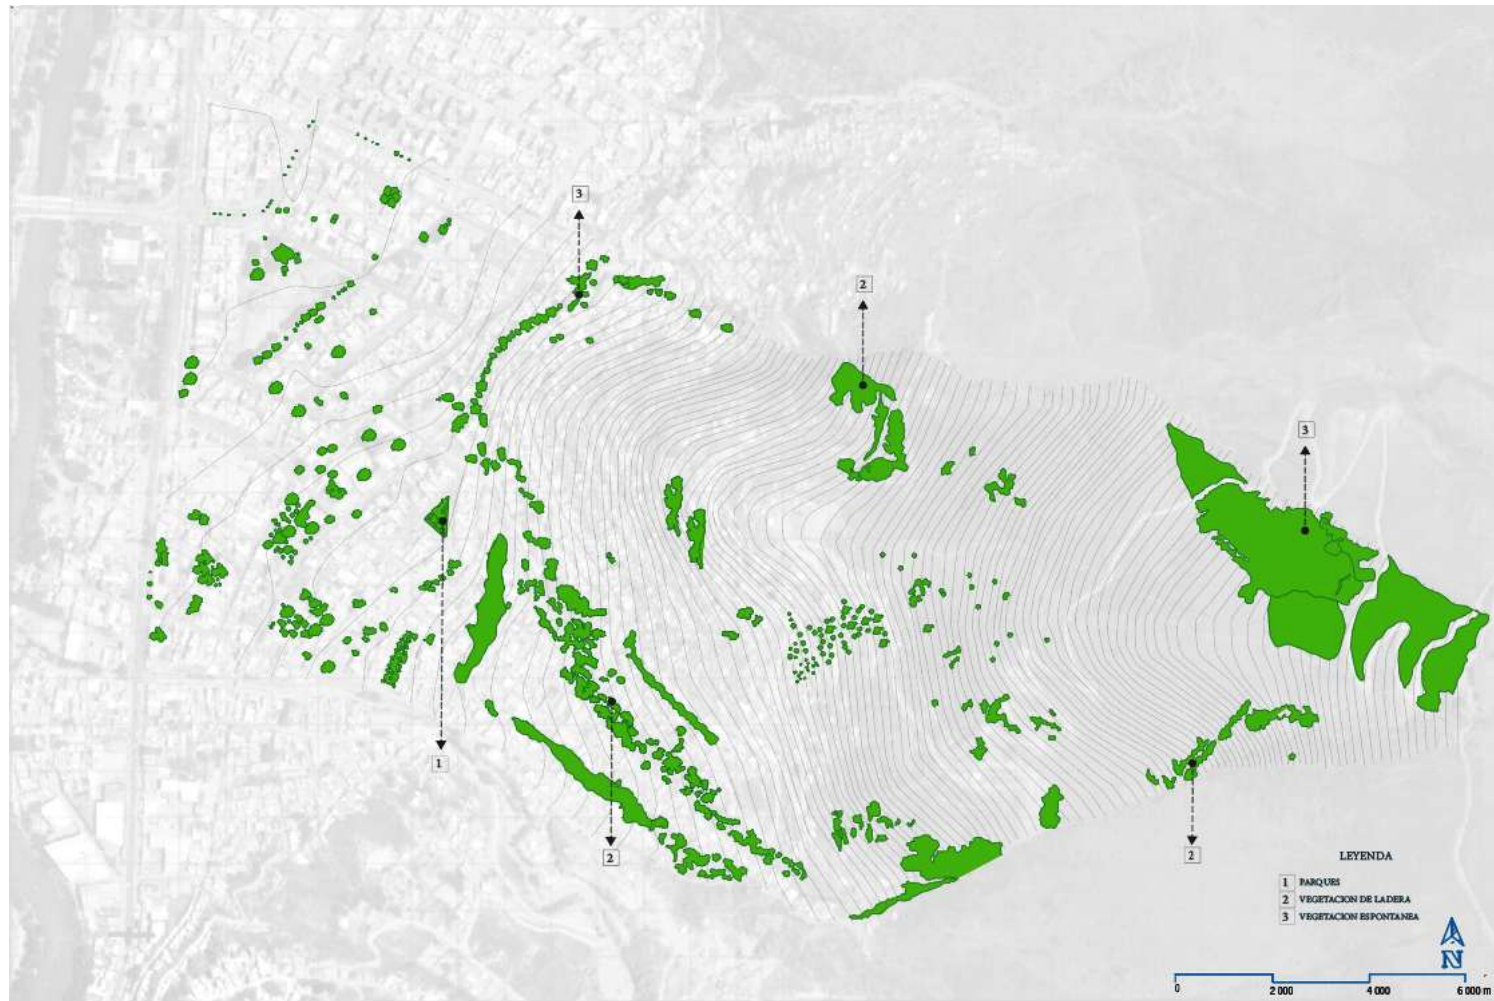 3
2
3
1
2
2
LEYENDA
1 PARQUES
2 VEGETACION DE LADERA
3 VEGETACION ESPONTANEA
N
0 2 000 4 000 6 000 m